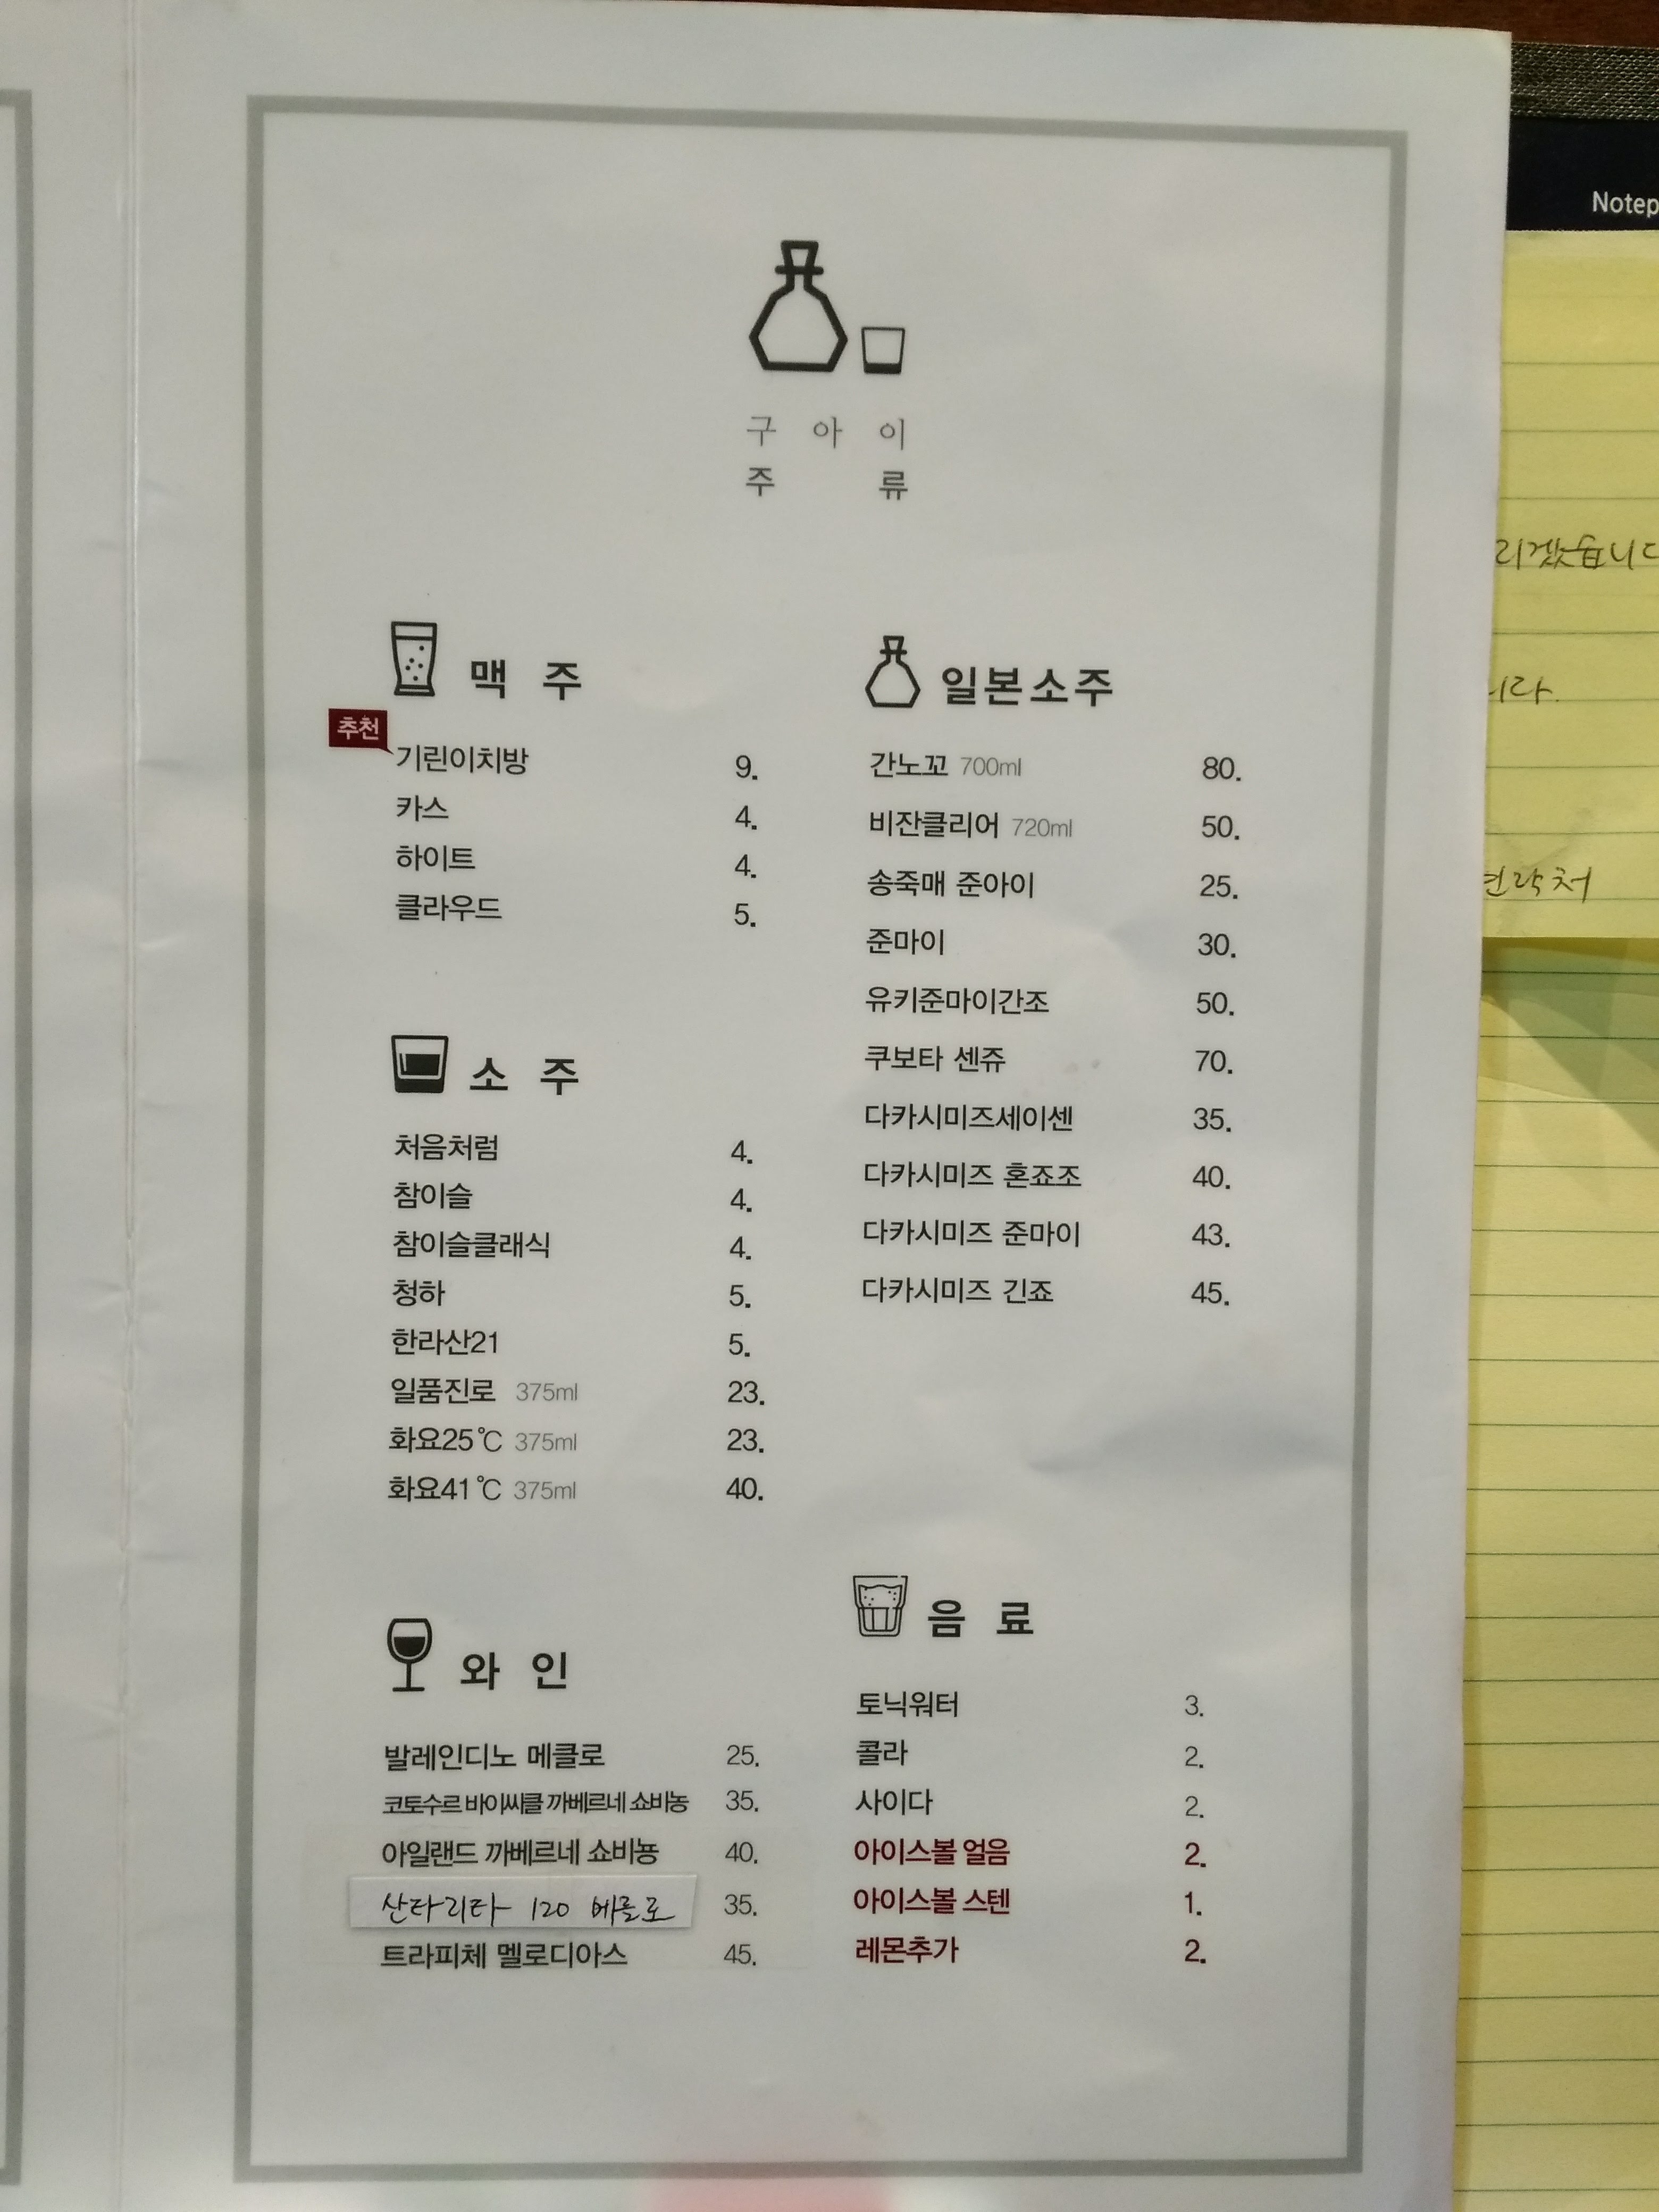 구 아 이
주 류
맥 주
추천
기린이치방 9.
카스 4.
하이트 4.
클라우드 5.
소 주
처음처럼 4.
참이슬 4.
참이슬클래식 4.
청하 5.
한라산21 5.
일품진로 375ml 23.
화요25℃ 375ml 23.
화요41℃ 375ml 40.
와 인
발레인디노 메클로 25.
코토수르 바이씨클 까베르네 쇼비뇽 35.
아일랜드 까베르네 쇼비뇽 40.
산타리타 120 메를로 35.
트라피체 멜로디아스 45.
일본소주
간노꼬 700ml 80.
비잔클리어 720ml 50.
송죽매 준아이 25.
준마이 30.
유키준마이간조 50.
쿠보타 센쥬 70.
다카시미즈세이센 35.
다카시미즈 혼죠조 40.
다카시미즈 준마이 43.
다카시미즈 긴죠 45.
음 료
토닉워터 3.
콜라 2.
사이다 2.
아이스볼 얼음 2.
아이스볼 스텐 1.
레몬추가 2.
Notep
리겠습니다
니다.
연락처